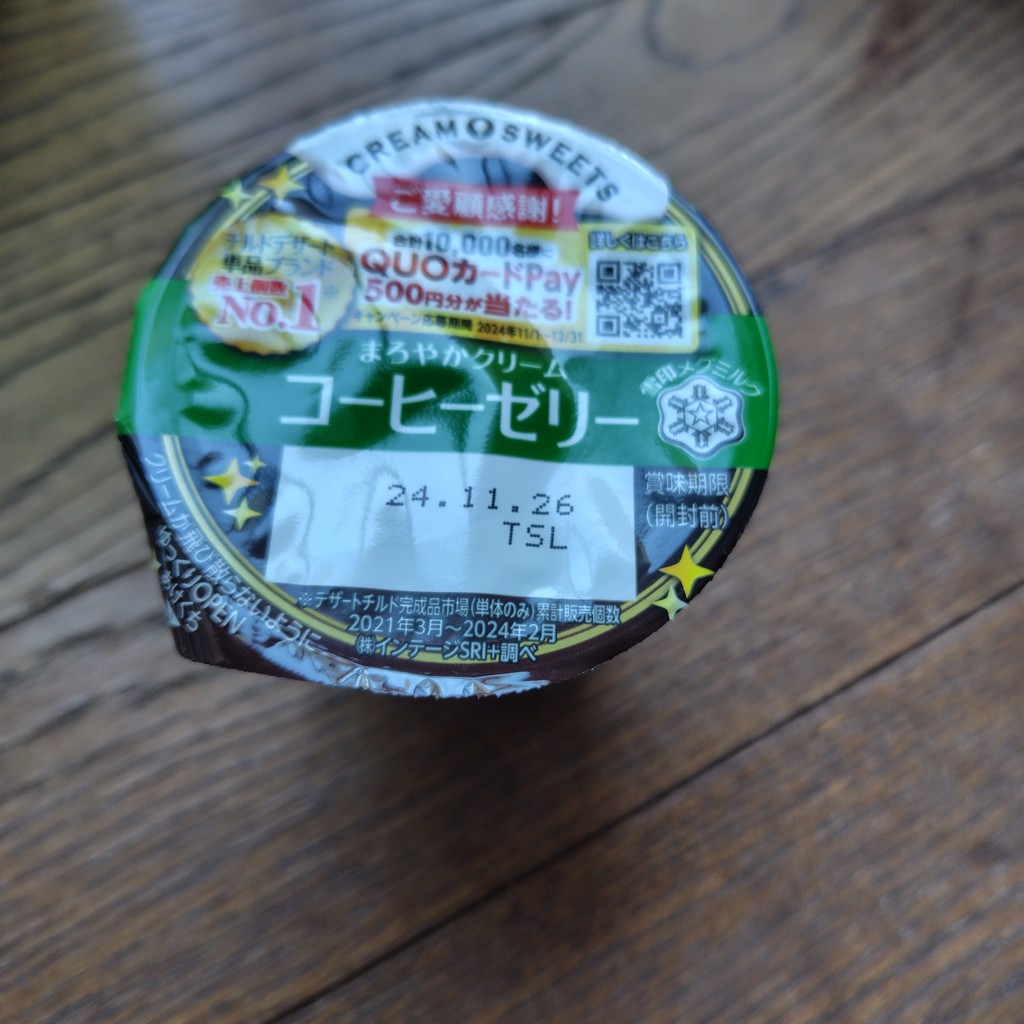 CREAM SWEETS
ご愛顧感謝!
チルドデザート
単品ブランド
売上個数
No.1
※
合計10,000名様に
QUOカードPay
500円分が当たる!
キャンペーン応募期間 2024年11/1~12/31
詳しくはこちら
まろやかクリーム
コーヒーゼリー
雪印メグミルク
24.11.26
TSL
賞味期限
(開封前)
※デザートチルド完成品市場(単体のみ)累計販売個数
2021年3月~2024年2月
(株)インテージSRI+調べ
クリームが飛び散らないように
ゆっくりOPEN